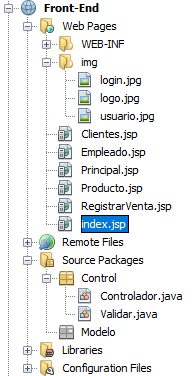 Front-End
Web Pages
WEB-INF
img
login.jpg
logo.jpg
usuario.jpg
Clientes.jsp
Empleado.jsp
Principal.jsp
Producto.jsp
RegistrarVenta.jsp
index.jsp
Remote Files
Source Packages
Control
Controlador.java
Validar.java
Modelo
Libraries
Configuration Files